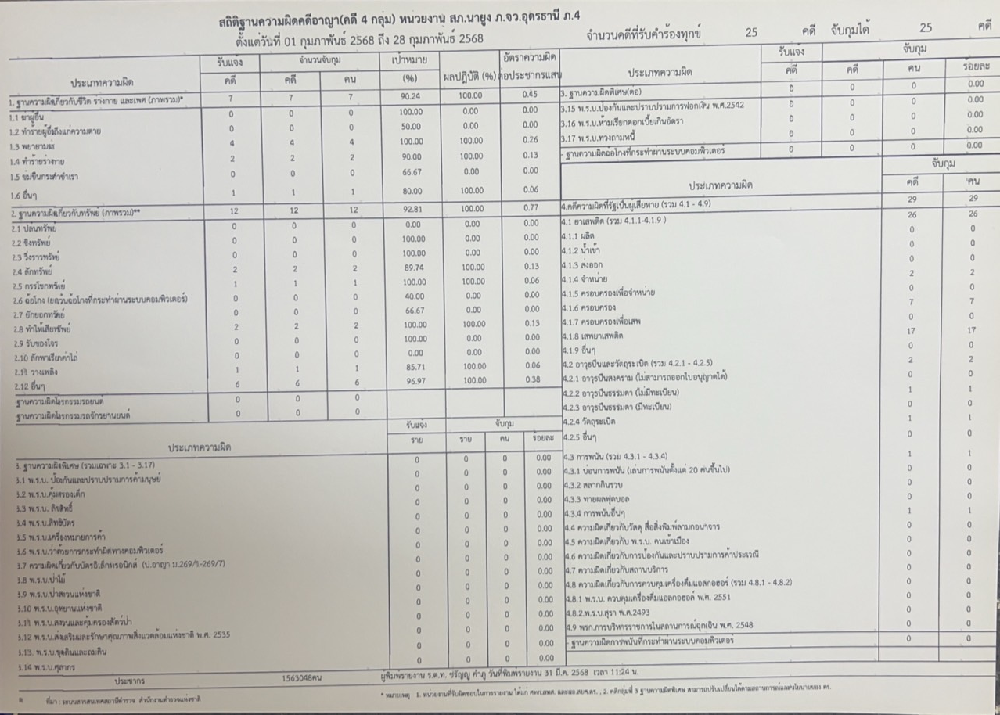 สถิติฐานความผิดคดีอาญา(คดี 4 กลุ่ม) หน่วยงาน สภ.นายูง ภ.จว.อุดรธานี ภ.4
ตั้งแต่วันที่ 01 กุมภาพันธ์ 2568 ถึง 28 กุมภาพันธ์ 2568
จำนวนคดีที่รับคำร้องทุกข์ 25 คดี จับกุมได้ 25 คดี
ประเภทความผิด รับแจ้ง จำนวนจับกุม เป้าหมาย ผลปฏิบัติ (%) อัตราความผิด
คดี คดี คน (%) ต่อประชากรแสน
1. ฐานความผิดเกี่ยวกับชีวิต ร่างกาย และเพศ (ภาพรวม)* 7 7 7 90.24 100.00 0.45
1.1 ฆ่าผู้อื่น 0 0 0 100.00 0.00 0.00
1.2 ทำร้ายผู้อื่นถึงแก่ความตาย 0 0 0 50.00 0.00 0.00
1.3 พยายามฆ่า 4 4 4 100.00 100.00 0.26
1.4 ทำร้ายร่างกาย 2 2 2 90.00 100.00 0.13
1.5 ข่มขืนกระทำชำเรา 0 0 0 66.67 0.00 0.00
1.6 อื่นๆ 1 1 1 80.00 100.00 0.06
2. ฐานความผิดเกี่ยวกับทรัพย์ (ภาพรวม)** 12 12 12 92.81 100.00 0.77
2.1 ปล้นทรัพย์ 0 0 0 0.00 0.00 0.00
2.2 ชิงทรัพย์ 0 0 0 100.00 0.00 0.00
2.3 วิ่งราวทรัพย์ 0 0 0 100.00 0.00 0.00
2.4 ลักทรัพย์ 2 2 2 89.74 100.00 0.13
2.5 กรรโชกทรัพย์ 1 1 1 100.00 100.00 0.06
2.6 ฉ้อโกง (ยกเว้นฉ้อโกงที่กระทำผ่านระบบคอมพิวเตอร์) 0 0 0 40.00 0.00 0.00
2.7 ยักยอกทรัพย์ 0 0 0 66.67 0.00 0.00
2.8 ทำให้เสียทรัพย์ 2 2 2 100.00 100.00 0.13
2.9 รับของโจร 0 0 0 100.00 0.00 0.00
2.10 ลักพาเรียกค่าไถ่ 0 0 0 0.00 0.00 0.00
2.11 วางเพลิง 1 1 1 85.71 100.00 0.06
2.12 อื่นๆ 6 6 6 96.97 100.00 0.38
ฐานความผิดโจรกรรมรถยนต์ 0 0 0
ฐานความผิดโจรกรรมรถจักรยานยนต์ 0 0 0
ประเภทความผิด รับแจ้ง จับกุม
ราย ราย คน ร้อยละ
3. ฐานความผิดพิเศษ (รวมเฉพาะ 3.1 - 3.17) 0 0 0 0.00
3.1 พ.ร.บ. ป้องกันและปราบปรามการค้ามนุษย์ 0 0 0 0.00
3.2 พ.ร.บ.คุ้มครองเด็ก 0 0 0 0.00
3.3 พ.ร.บ. ลิขสิทธิ์ 0 0 0 0.00
3.4 พ.ร.บ.สิทธิบัตร 0 0 0 0.00
3.5 พ.ร.บ.เครื่องหมายการค้า 0 0 0 0.00
3.6 พ.ร.บ.ว่าด้วยการกระทำผิดทางคอมพิวเตอร์ 0 0 0 0.00
3.7 ความผิดเกี่ยวกับบัตรอิเล็กทรอนิกส์ (ป.อาญา ม.269/1-269/7) 0 0 0 0.00
3.8 พ.ร.บ.ป่าไม้ 0 0 0 0.00
3.9 พ.ร.บ.ป่าสงวนแห่งชาติ 0 0 0 0.00
3.10 พ.ร.บ.อุทยานแห่งชาติ 0 0 0 0.00
3.11 พ.ร.บ.สงวนและคุ้มครองสัตว์ป่า 0 0 0 0.00
3.12 พ.ร.บ.ส่งเสริมและรักษาคุณภาพสิ่งแวดล้อมแห่งชาติ พ.ศ. 2535 0 0 0 0.00
3.13. พ.ร.บ.ขุดดินและถมดิน 0 0 0 0.00
3.14 พ.ร.บ.ศุลกากร 0 0 0 0.00
ประเภทความผิด รับแจ้ง จับกุม
คดี คดี คน ร้อยละ
3. ฐานความผิดพิเศษ(ต่อ) 0 0 0 0.00
3.15 พ.ร.บ.ป้องกันและปราบปรามการฟอกเงิน พ.ศ.2542 0 0 0 0.00
3.16 พ.ร.บ.ห้ามเรียกดอกเบี้ยเกินอัตรา 0 0 0 0.00
3.17 พ.ร.บ.ทวงถามหนี้ 0 0 0 0.00
- ฐานความผิดฉ้อโกงที่กระทำผ่านระบบคอมพิวเตอร์ 0 0 0 0.00
ประเภทความผิด จับกุม
คดี คน
4.คดีความผิดที่รัฐเป็นผู้เสียหาย (รวม 4.1 - 4.9) 29 29
4.1 ยาเสพติด (รวม 4.1.1-4.1.9 ) 26 26
4.1.1 ผลิต 0 0
4.1.2 นำเข้า 0 0
4.1.3 ส่งออก 0 0
4.1.4 จำหน่าย 2 2
4.1.5 ครอบครองเพื่อจำหน่าย 0 0
4.1.6 ครอบครอง 7 7
4.1.7 ครอบครองเพื่อเสพ 0 0
4.1.8 เสพยาเสพติด 17 17
4.1.9 อื่นๆ 0 0
4.2 อาวุธปืนและวัตถุระเบิด (รวม 4.2.1 - 4.2.5) 2 2
4.2.1 อาวุธปืนสงคราม (ไม่สามารถออกใบอนุญาตได้) 0 0
4.2.2 อาวุธปืนธรรมดา (ไม่มีทะเบียน) 1 1
4.2.3 อาวุธปืนธรรมดา (มีทะเบียน) 0 0
4.2.4 วัตถุระเบิด 1 1
4.2.5 อื่นๆ 0 0
4.3 การพนัน (รวม 4.3.1 - 4.3.4) 1 1
4.3.1 บ่อนการพนัน (เล่นการพนันตั้งแต่ 20 คนขึ้นไป) 0 0
4.3.2 สลากกินรวบ 0 0
4.3.3 ทายผลฟุตบอล 0 0
4.3.4 การพนันอื่นๆ 1 1
4.4 ความผิดเกี่ยวกับวัสดุ สื่อสิ่งพิมพ์ลามกอนาจาร 0 0
4.5 ความผิดเกี่ยวกับ พ.ร.บ. คนเข้าเมือง 0 0
4.6 ความผิดเกี่ยวกับการป้องกันและปราบปรามการค้าประเวณี 0 0
4.7 ความผิดเกี่ยวกับสถานบริการ 0 0
4.8 ความผิดเกี่ยวกับการควบคุมเครื่องดื่มแอลกอฮอร์ (รวม 4.8.1 - 4.8.2) 0 0
4.8.1 พ.ร.บ. ควบคุมเครื่องดื่มแอลกอฮอล์ พ.ศ. 2551 0 0
4.8.2.พ.ร.บ.สุรา พ.ศ.2493 0 0
4.9 พรก.การบริหารราชการในสถานการณ์ฉุกเฉิน พ.ศ. 2548 0 0
- ฐานความผิดการพนันที่กระทำผ่านระบบคอมพิวเตอร์ 0 0
ประชากร 1563048คน ผู้พิมพ์รายงาน ร.ต.ท. ชรัญญู คำภู วันที่พิมพ์รายงาน 31 มี.ค. 2568 เวลา 11:24 น.
ที่มา : ระบบสารสนเทศสถานีตำรวจ สำนักงานตำรวจแห่งชาติ
* หมายเหตุ 1. หน่วยงานที่รับผิดชอบในการรายงาน ได้แก่ , 2. คดีกลุ่มที่ 3 ฐานความผิดพิเศษ สามารถปรับเปลี่ยนได้ตามสถานการณ์และนโยบายของ ตร.